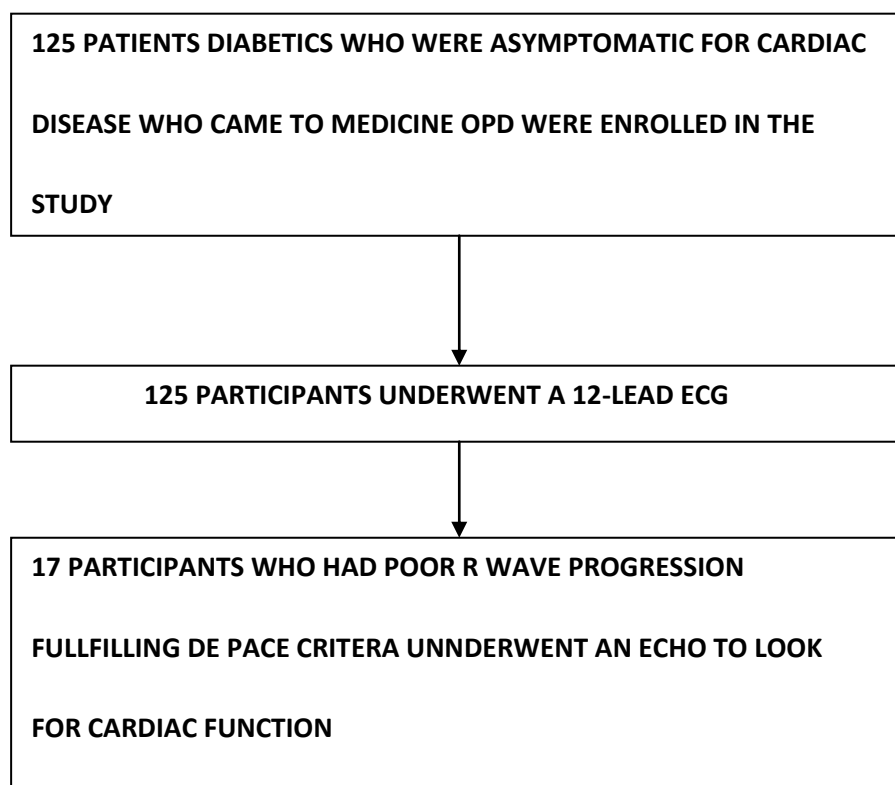 125 PATIENTS DIABETICS WHO WERE ASYMPTOMATIC FOR CARDIAC
DISEASE WHO CAME TO MEDICINE OPD WERE ENROLLED IN THE
STUDY
125 PARTICIPANTS UNDERWENT A 12-LEAD ECG
17 PARTICIPANTS WHO HAD POOR R WAVE PROGRESSION
FULLFILLING DE PACE CRITERA UNNDERWENT AN ECHO TO LOOK
FOR CARDIAC FUNCTION